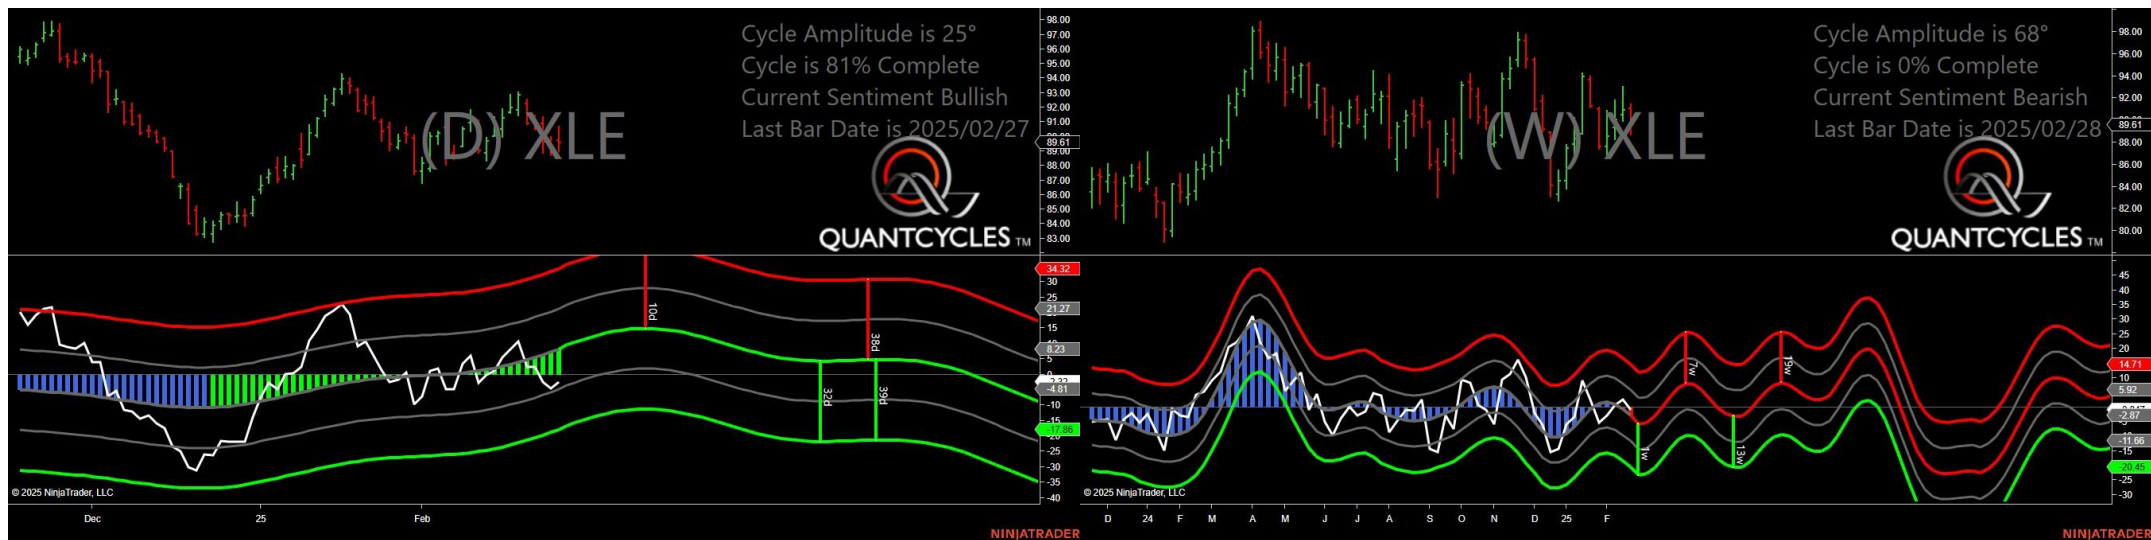 Cycle Amplitude is 25°
Cycle is 81% Complete
Current Sentiment Bullish
Last Bar Date is 2025/02/27
(D) XLE
QUANTCYCLES TM
98.00
97.00
95.00
94.00
93.00
92.00
91.00
89.61
89.00
88.00
87.00
86.00
85.00
84.00
83.00
34.32
30
25
21.27
15
10d
8.23
5
38d
0
-4.81
-10
32d
39d
-15
-17.86
-20
-25
-30
-35
-40
© 2025 NinjaTrader, LLC
Dec
25
Feb
NINJATRADER
Cycle Amplitude is 68°
Cycle is 0% Complete
Current Sentiment Bearish
Last Bar Date is 2025/02/28
(W) XLE
QUANTCYCLES TM
98.00
96.00
94.00
92.00
89.61
88.00
86.00
84.00
82.00
80.00
45
40
35
30
25
20
14.71
7w
19w
10
5.92
-2.87
-5
-11.66
1w
13w
-15
-20.45
-25
-30
© 2025 NinjaTrader, LLC
D
24
F
M
A
M
J
J
A
S
O
N
D
25
F
NINJATRADER